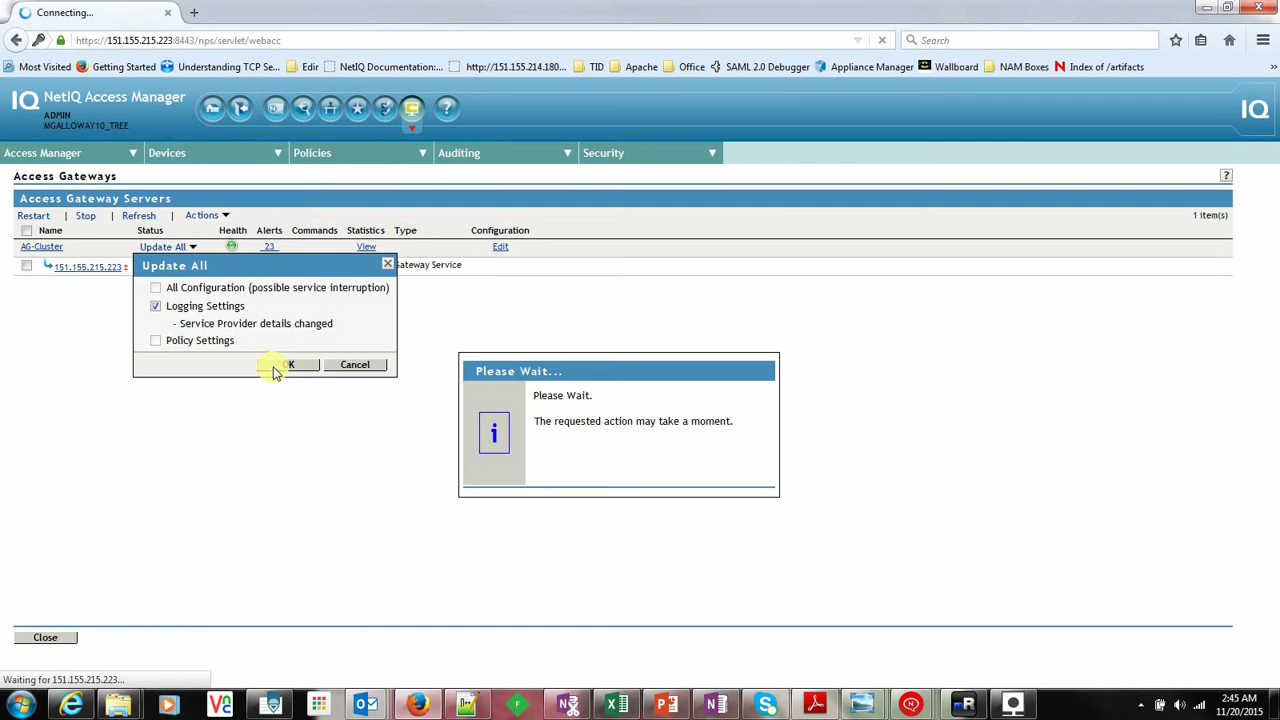 Connecting...
https://151.155.215.223:8443/nps/servlet/webacc
Search
Most Visited Getting Started Understanding TCP Se... Edir NetIQ Documentation:... http://151.155.214.180... TID Apache Office SAML 2.0 Debugger Appliance Manager Wallboard NAM Boxes Index of /artifacts
IQ NetIQ Access Manager
ADMIN
MGALLOWAY10_TREE
IQ
Access Manager Devices Policies Auditing Security
Access Gateways ?
Access Gateway Servers
Restart | Stop | Refresh | Actions 1 item(s)
Name Status Health Alerts Commands Statistics Type Configuration
AG-Cluster Update All 23 View Edit
151.155.215.223 Gateway Service
Update All
All Configuration (possible service interruption)
Logging Settings
- Service Provider details changed
Policy Settings
OK Cancel
Please Wait...
Please Wait.
The requested action may take a moment.
i
Close
Waiting for 151.155.215.223...
2:45 AM
11/20/2015